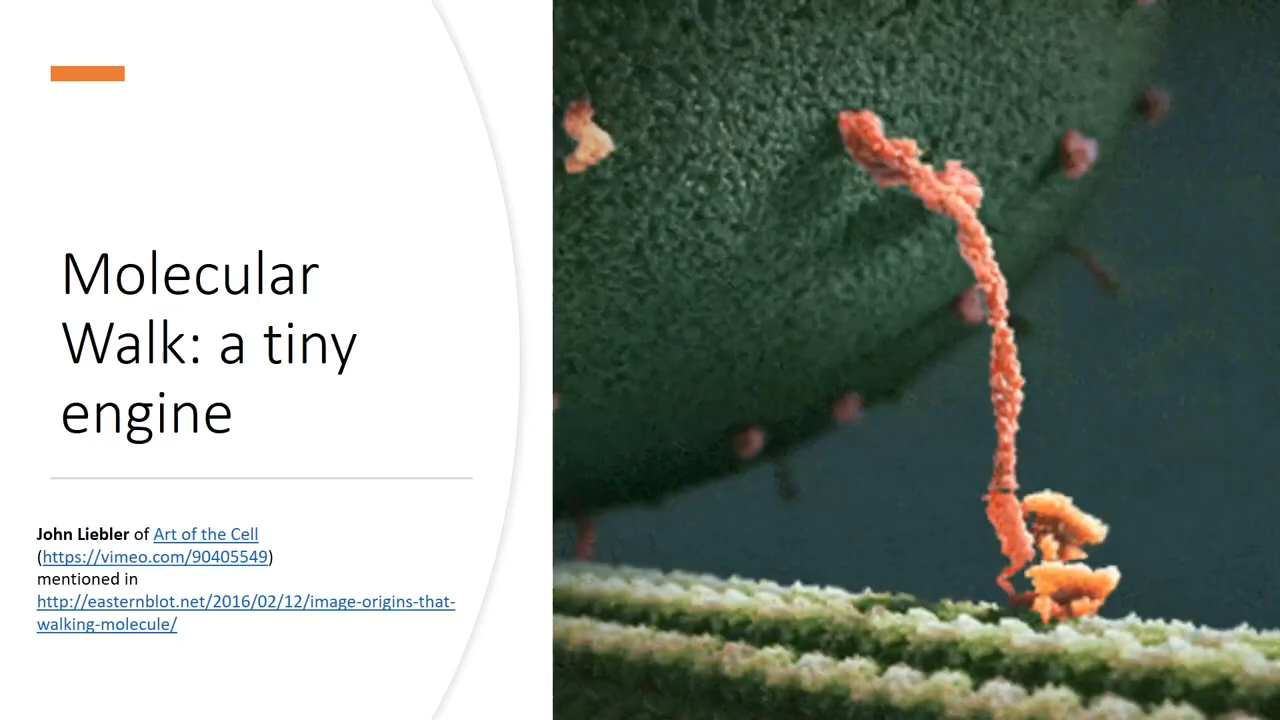 Molecular
Walk: a tiny
engine
John Liebler of Art of the Cell
(https://vimeo.com/90405549)
mentioned in
http://easternblot.net/2016/02/12/image-origins-that-
walking-molecule/